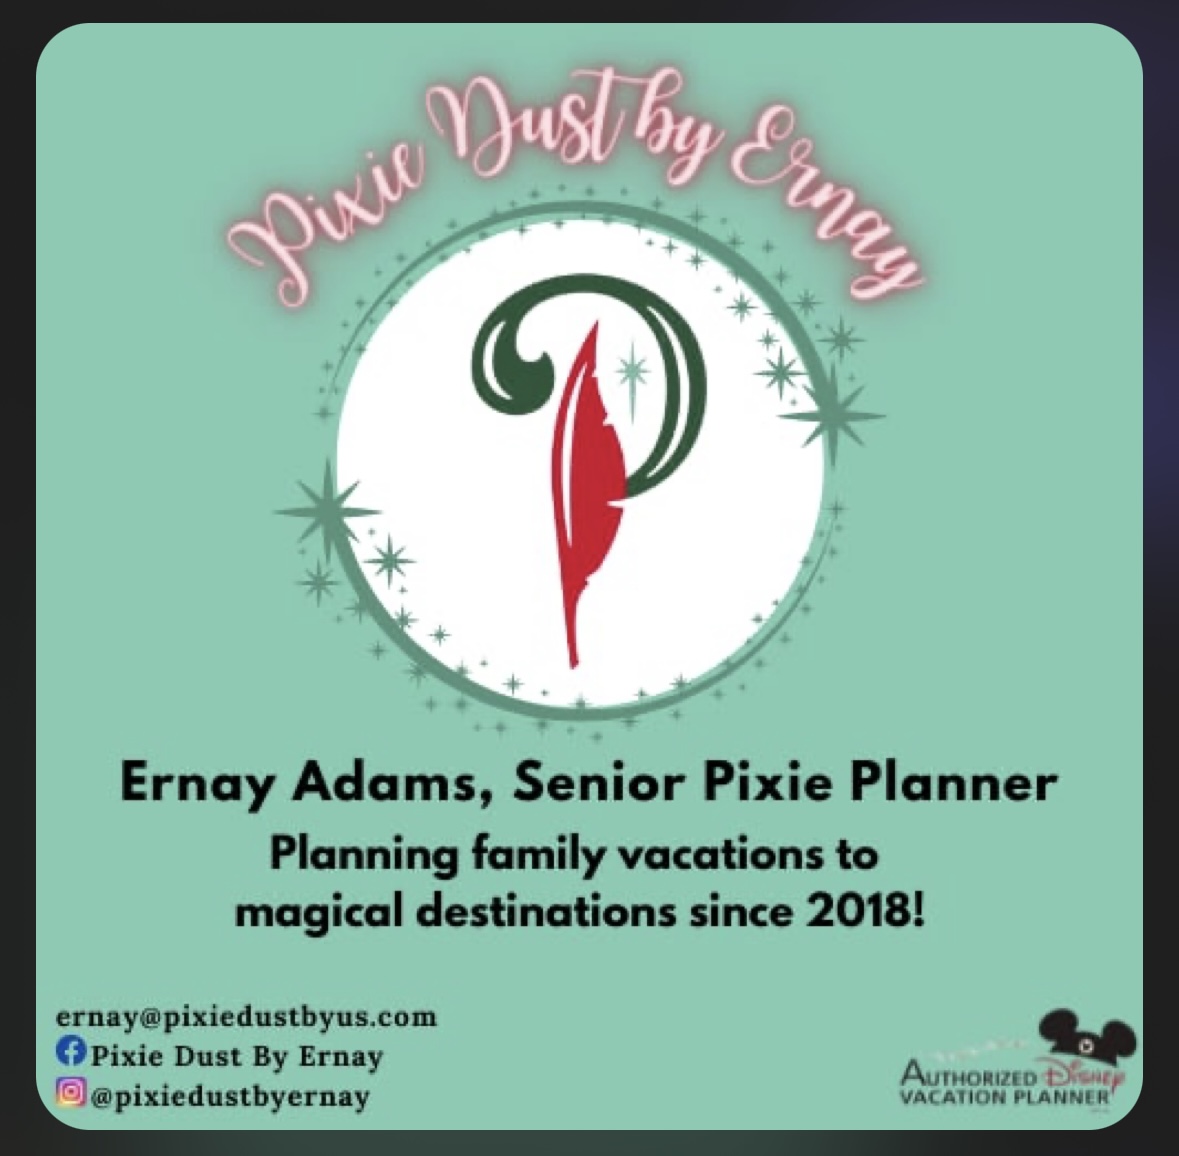 Pixie Dust by Ernay
P
Ernay Adams, Senior Pixie Planner
Planning family vacations to
magical destinations since 2018!
ernay@pixiedustbyus.com
Pixie Dust By Ernay
@pixiedustbyernay
AUTHORIZED Disney
VACATION PLANNER